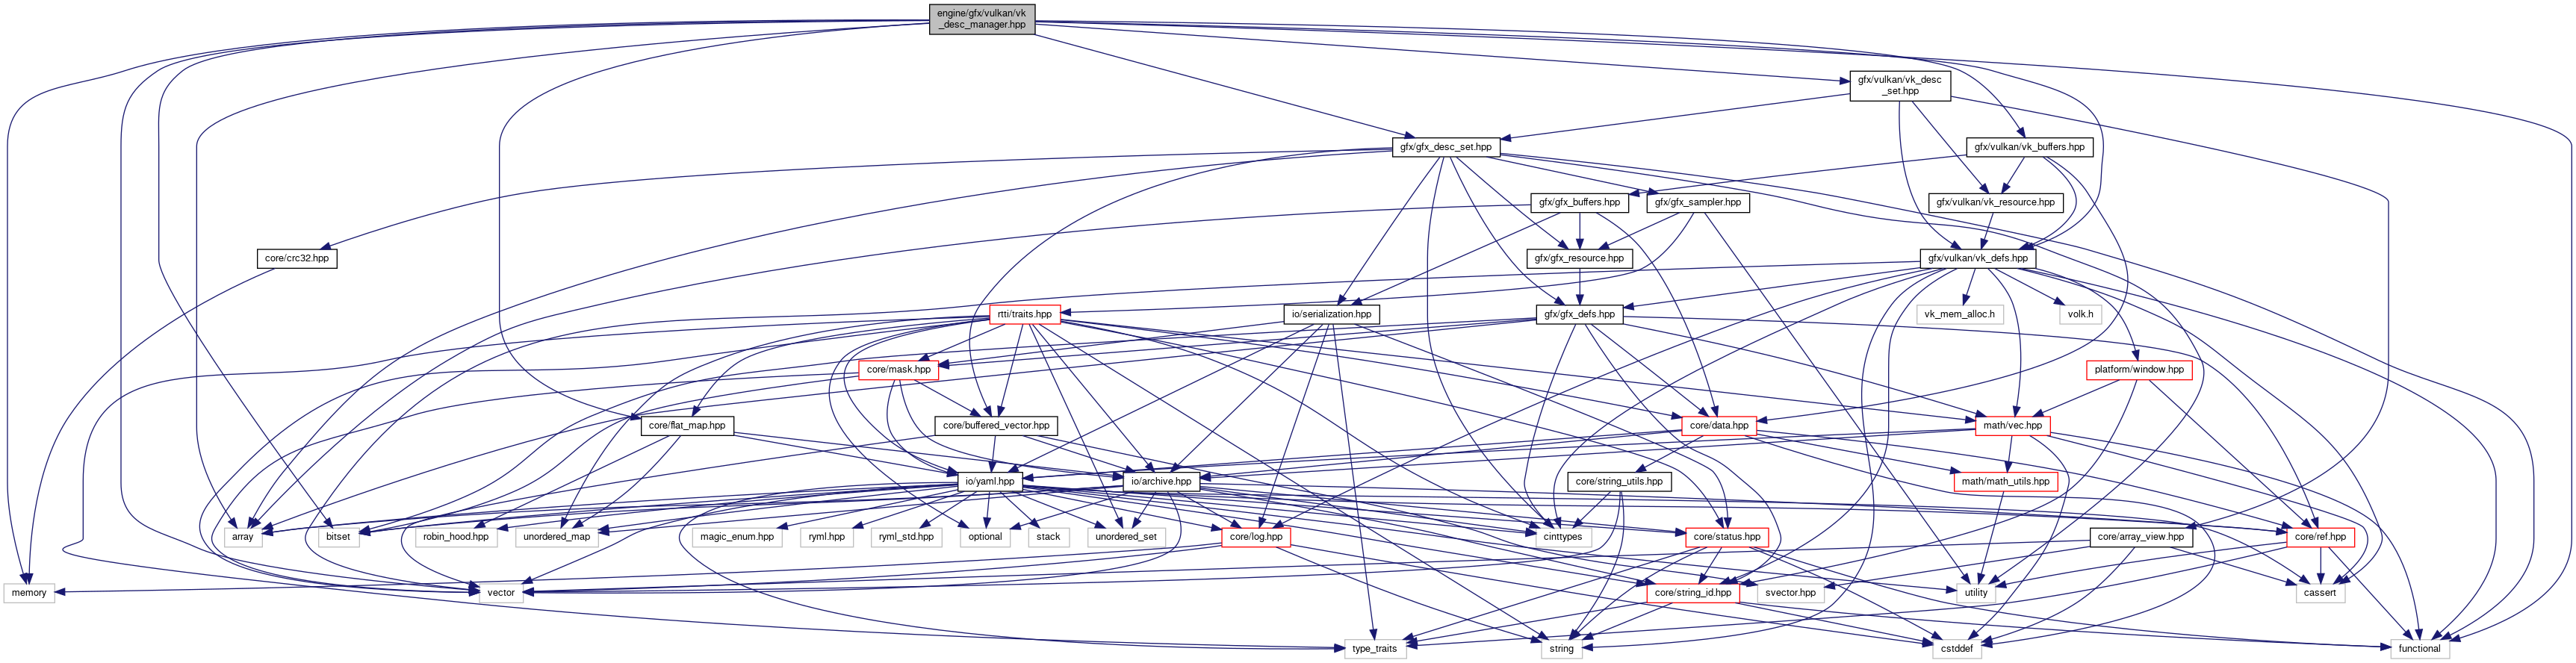 engine/gfx/vulkan/vk
_desc_manager.hpp
gfx/vulkan/vk_desc
_set.hpp
gfx/gfx_desc_set.hpp
gfx/vulkan/vk_buffers.hpp
gfx/gfx_buffers.hpp
gfx/gfx_sampler.hpp
gfx/vulkan/vk_resource.hpp
core/crc32.hpp
gfx/gfx_resource.hpp
gfx/vulkan/vk_defs.hpp
rtti/traits.hpp
io/serialization.hpp
gfx/gfx_defs.hpp
vk_mem_alloc.h
volk.h
core/mask.hpp
platform/window.hpp
core/flat_map.hpp
core/buffered_vector.hpp
core/data.hpp
math/vec.hpp
io/yaml.hpp
io/archive.hpp
core/string_utils.hpp
math/math_utils.hpp
array
bitset
robin_hood.hpp
unordered_map
magic_enum.hpp
ryml.hpp
ryml_std.hpp
optional
stack
unordered_set
core/log.hpp
cinttypes
core/status.hpp
core/array_view.hpp
core/ref.hpp
memory
vector
core/string_id.hpp
svector.hpp
utility
cassert
type_traits
string
cstddef
functional